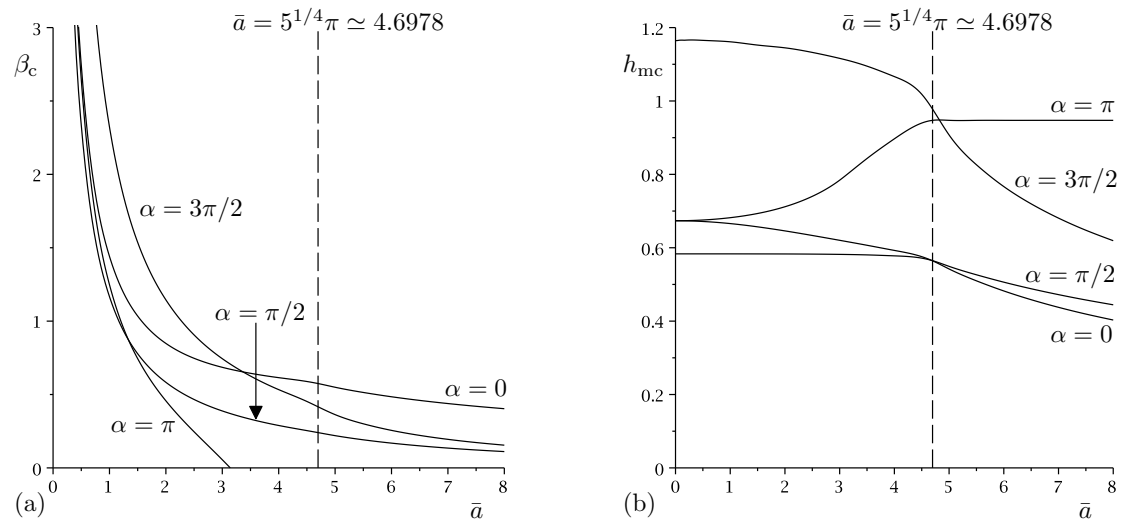 ā = 5^{1/4}π ≃ 4.6978
3
β_c
2
α = 3π/2
α = π/2
1
α = 0
α = π
0
0 1 2 3 4 5 6 7 8
(a)
ā
ā = 5^{1/4}π ≃ 4.6978
1.2
h_mc
1
α = π
0.8
α = 3π/2
0.6
α = π/2
0.4
α = 0
0.2
0
0 1 2 3 4 5 6 7 8
(b)
ā